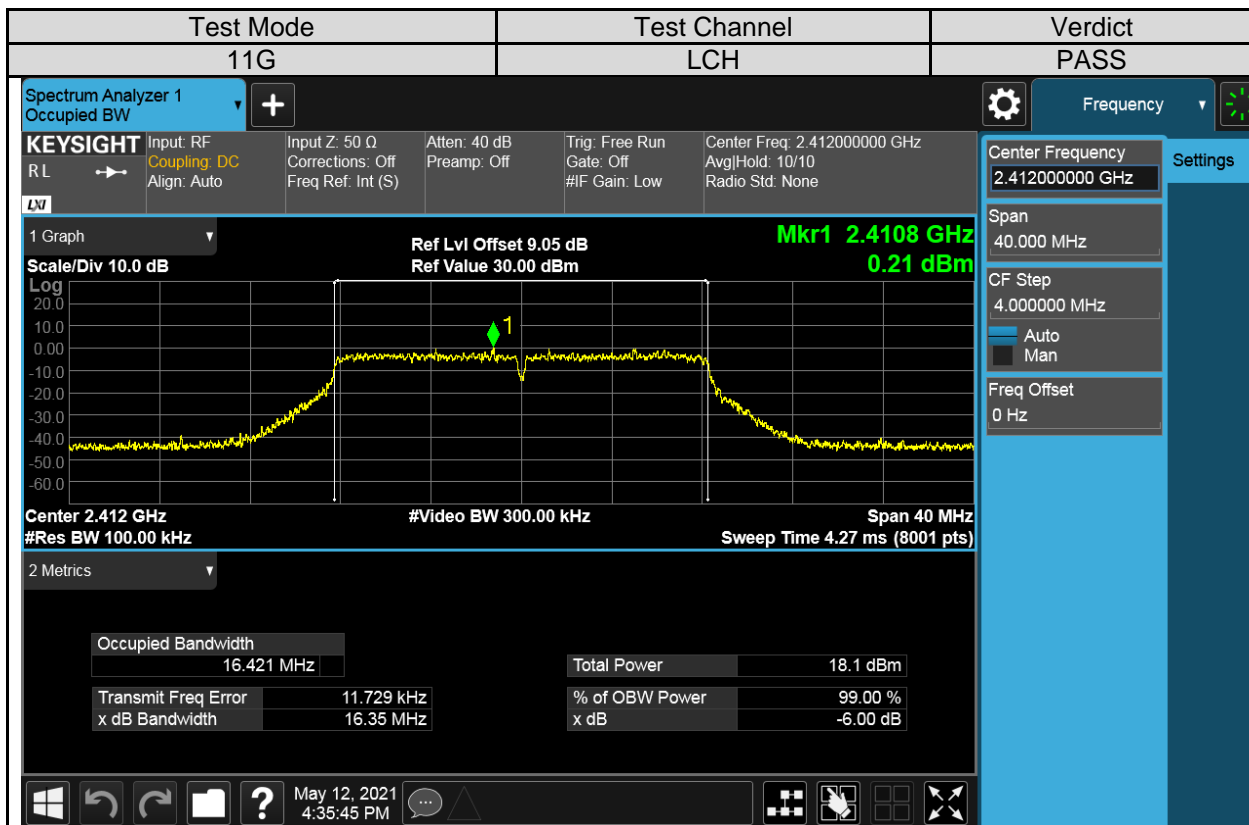 Test Mode Test Channel Verdict
11G LCH PASS
Spectrum Analyzer 1
Occupied BW
+
Frequency
KEYSIGHT
RL
LXI
Input: RF
Coupling: DC
Align: Auto
Input Z: 50 Ω
Corrections: Off
Freq Ref: Int (S)
Atten: 40 dB
Preamp: Off
Trig: Free Run
Gate: Off
#IF Gain: Low
Center Freq: 2.412000000 GHz
Avg|Hold: 10/10
Radio Std: None
Center Frequency
2.412000000 GHz
Settings
Span
40.000 MHz
CF Step
4.000000 MHz
Auto
Man
Freq Offset
0 Hz
1 Graph
Scale/Div 10.0 dB
Ref Lvl Offset 9.05 dB
Ref Value 30.00 dBm
Mkr1 2.4108 GHz
0.21 dBm
Log
20.0
10.0
0.00
-10.0
-20.0
-30.0
-40.0
-50.0
-60.0
1
Center 2.412 GHz
#Res BW 100.00 kHz
#Video BW 300.00 kHz
Span 40 MHz
Sweep Time 4.27 ms (8001 pts)
2 Metrics
Occupied Bandwidth
16.421 MHz
Transmit Freq Error 11.729 kHz
x dB Bandwidth 16.35 MHz
Total Power 18.1 dBm
% of OBW Power 99.00 %
x dB -6.00 dB
?
May 12, 2021
4:35:45 PM